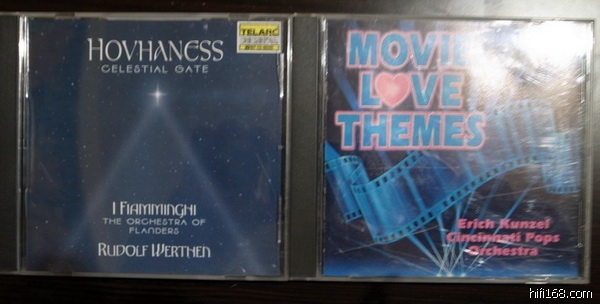 TELARC
HOVHANESS
CELESTIAL GATE
I FIAMMINGHI
THE ORCHESTRA OF
FLANDERS
RUDOLF WERTHEN
MOVIE
LOVE
THEMES
Erich Kunzel
Cincinnati Pops
Orchestra
hifi168.com